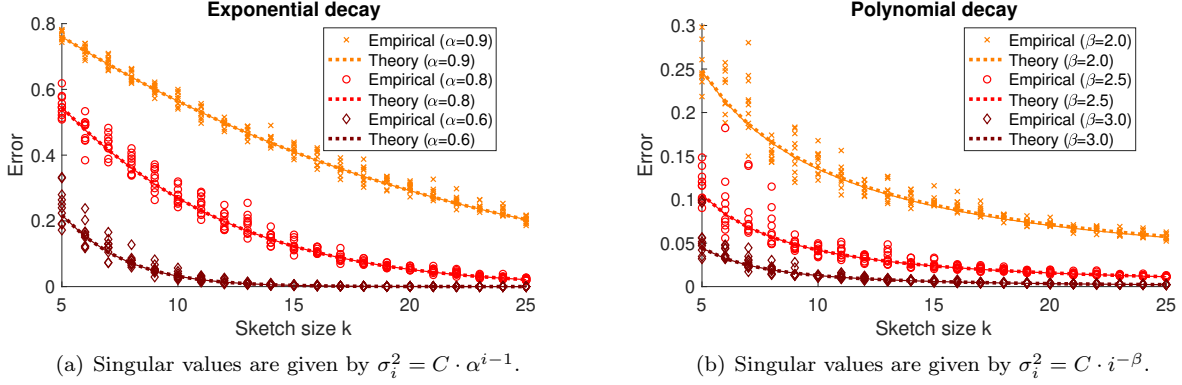 Exponential decay
0.8
0.6
0.4
0.2
0
Error
5
10
15
20
25
Sketch size k
Empirical (α=0.9)
Theory (α=0.9)
Empirical (α=0.8)
Theory (α=0.8)
Empirical (α=0.6)
Theory (α=0.6)
(a) Singular values are given by σ_i^2 = C · α^{i−1}.
Polynomial decay
0.3
0.25
0.2
0.15
0.1
0.05
0
Error
5
10
15
20
25
Sketch size k
Empirical (β=2.0)
Theory (β=2.0)
Empirical (β=2.5)
Theory (β=2.5)
Empirical (β=3.0)
Theory (β=3.0)
(b) Singular values are given by σ_i^2 = C · i^{−β}.